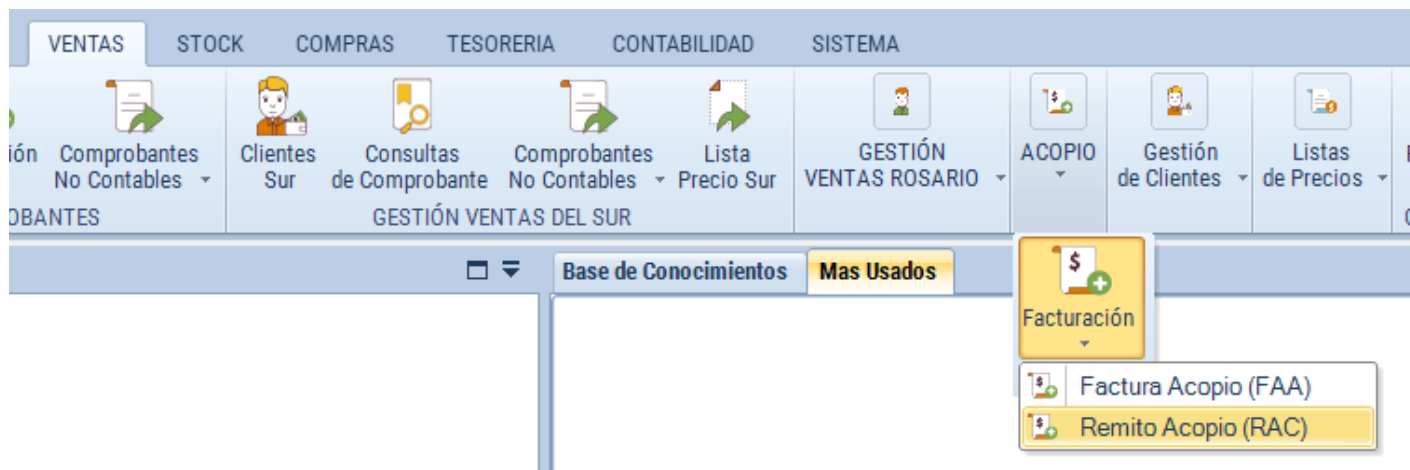 VENTAS STOCK COMPRAS TESORERIA CONTABILIDAD SISTEMA
ión Comprobantes Clientes Consultas Comprobantes Lista GESTIÓN ACOPIO Gestión Listas
No Contables Sur de Comprobante No Contables Precio Sur VENTAS ROSARIO de Clientes de Precios
OBANTES GESTIÓN VENTAS DEL SUR
Base de Conocimientos Mas Usados
Facturación
Factura Acopio (FAA)
Remito Acopio (RAC)